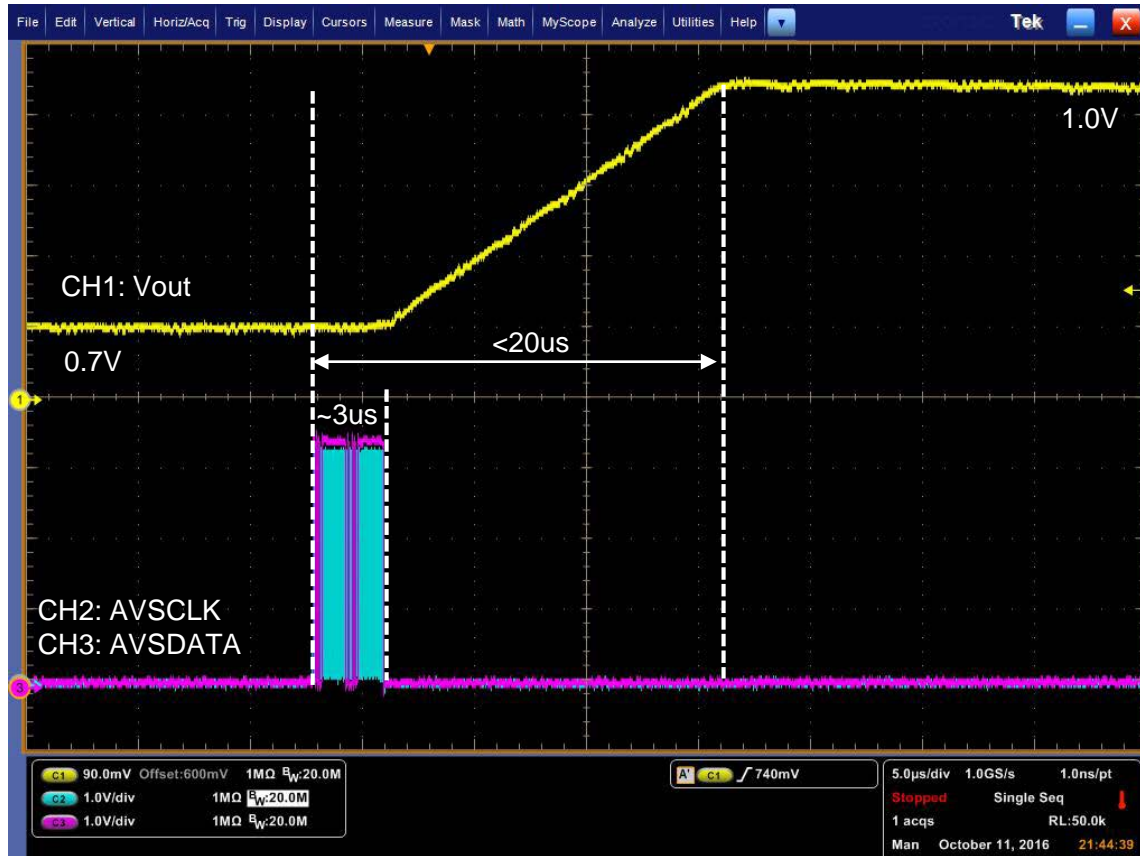 File Edit Vertical Horiz/Acq Trig Display Cursors Measure Mask Math MyScope Analyze Utilities Help Tek X
1.0V
CH1: Vout
<20us
0.7V
1
~3us
CH2: AVSCLK
CH3: AVSDATA
3
C1 90.0mV Offset:600mV 1MΩ BW:20.0M
C2 1.0V/div 1MΩ BW:20.0M
C3 1.0V/div 1MΩ BW:20.0M
A' C1 740mV
5.0µs/div 1.0GS/s 1.0ns/pt
Stopped Single Seq
1 acqs RL:50.0k
Man October 11, 2016 21:44:39